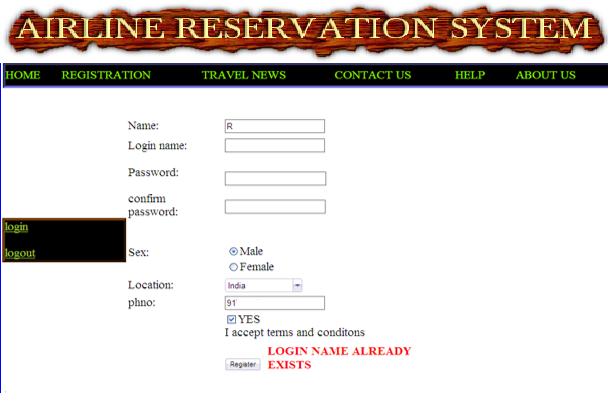 AIRLINE RESERVATION SYSTEM
HOME REGISTRATION TRAVEL NEWS CONTACT US HELP ABOUT US
Name: R
Login name:
Password:
confirm
password:
login
logout
Sex: Male
Female
Location: India
phno: 91
YES
I accept terms and conditons
Register LOGIN NAME ALREADY
EXISTS